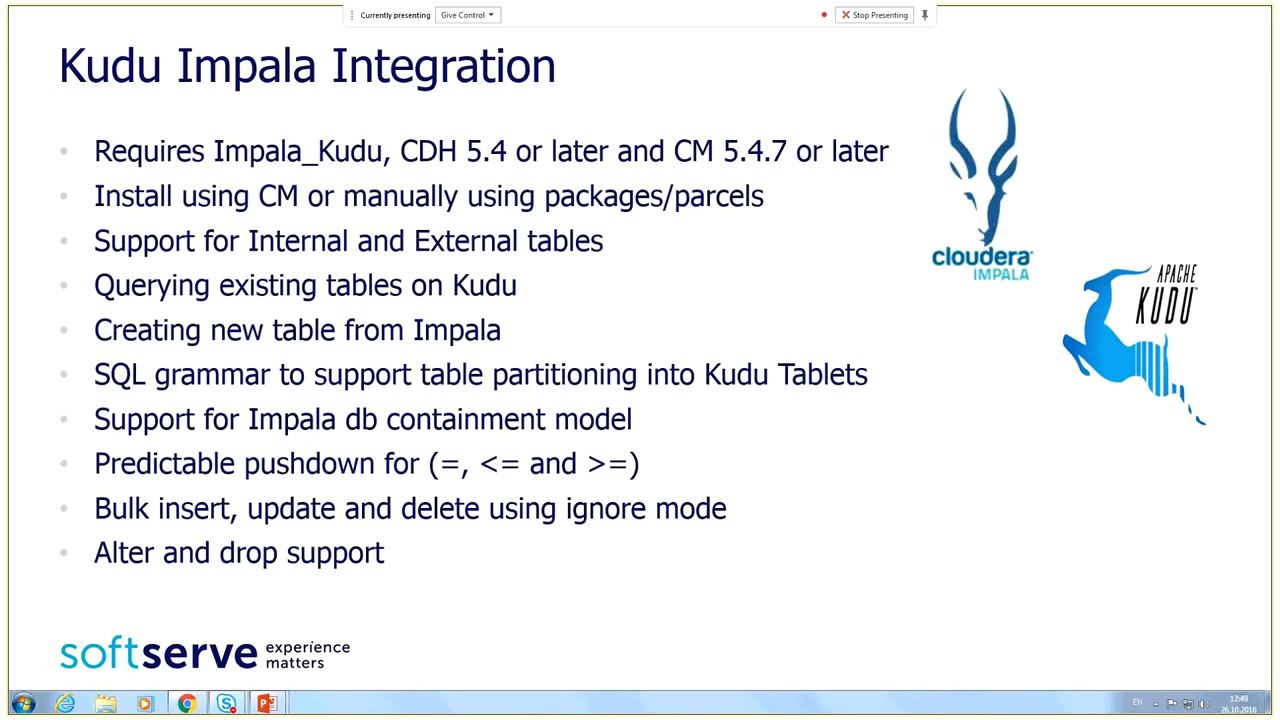 Currently presenting Give Control Stop Presenting
Kudu Impala Integration
• Requires Impala_Kudu, CDH 5.4 or later and CM 5.4.7 or later
• Install using CM or manually using packages/parcels
• Support for Internal and External tables
• Querying existing tables on Kudu
• Creating new table from Impala
• SQL grammar to support table partitioning into Kudu Tablets
• Support for Impala db containment model
• Predictable pushdown for (=, <= and >=)
• Bulk insert, update and delete using ignore mode
• Alter and drop support
cloudera
IMPALA
APACHE
KUDU™
softserve experience
matters
EN 12:49
26.10.2016